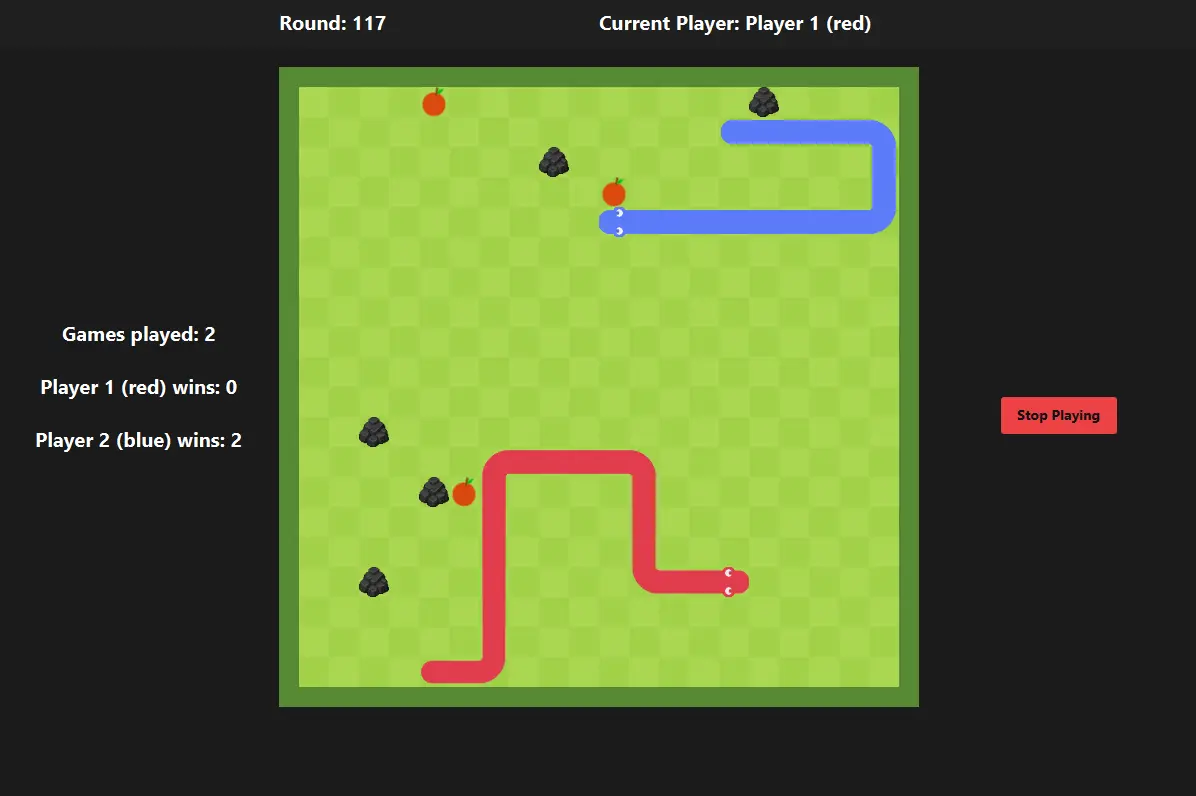 Round: 117
Current Player: Player 1 (red)
Games played: 2
Player 1 (red) wins: 0
Player 2 (blue) wins: 2
Stop Playing